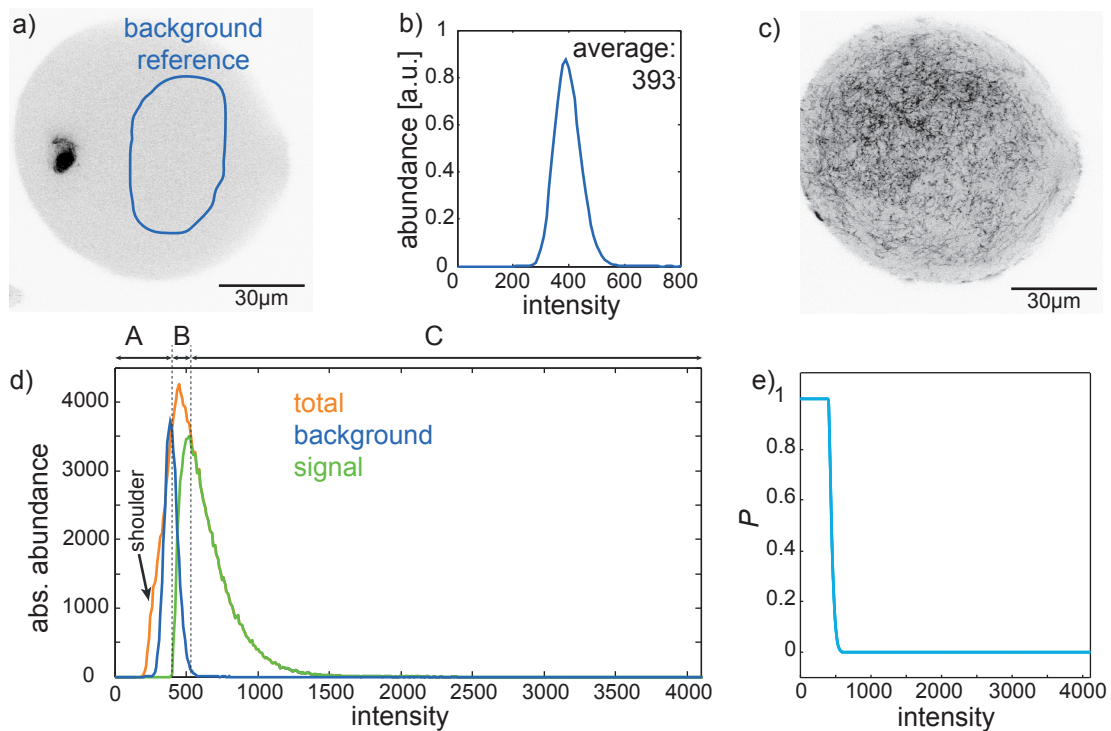 a)
background
reference
30µm
b)
average:
393
abundance [a.u.]
1
0.8
0.6
0.4
0.2
0
0 200 400 600 800
intensity
c)
30µm
A B C
d)
total
background
signal
shoulder
abs. abundance
4000
3000
2000
1000
0
0 500 1000 1500 2000 2500 3000 3500 4000
intensity
e)
P
1
0.8
0.6
0.4
0.2
0
0 1000 2000 3000 4000
intensity